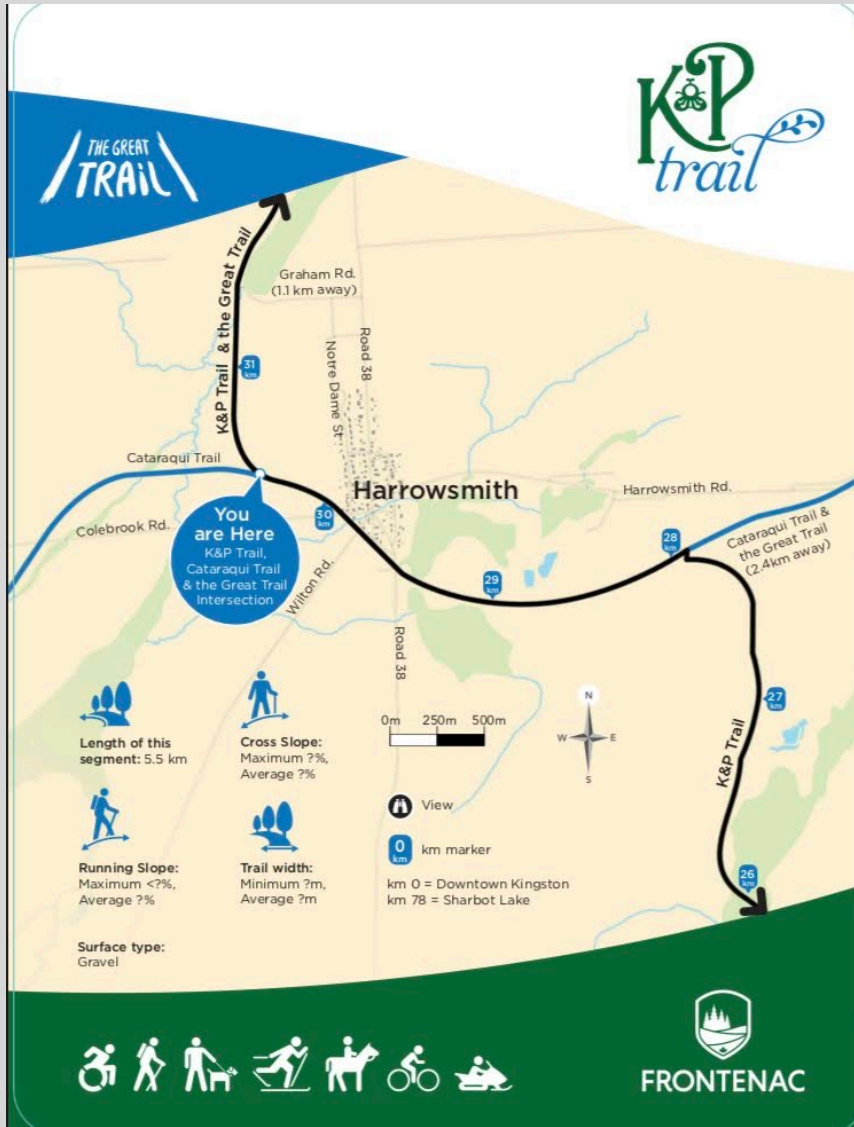 THE GREAT
TRAIL
K&P
trail
K&P Trail & the Great Trail
Graham Rd.
(1.1 km away)
Road 38
Notre Dame St
31
km
Cataraqui Trail
Harrowsmith
Harrowsmith Rd.
Colebrook Rd.
You
are Here
K&P Trail,
Cataraqui Trail
& the Great Trail
Intersection
30
km
28
km
Cataraqui Trail &
the Great Trail
(2.4km away)
29
km
Wilton Rd.
Road 38
27
km
K&P Trail
26
km
Length of this
segment: 5.5 km
Cross Slope:
Maximum ?%,
Average ?%
0m 250m 500m
N
W E
S
View
0
km
km marker
Running Slope:
Maximum <?%,
Average ?%
Trail width:
Minimum ?m,
Average ?m
km 0 = Downtown Kingston
km 78 = Sharbot Lake
Surface type:
Gravel
FRONTENAC